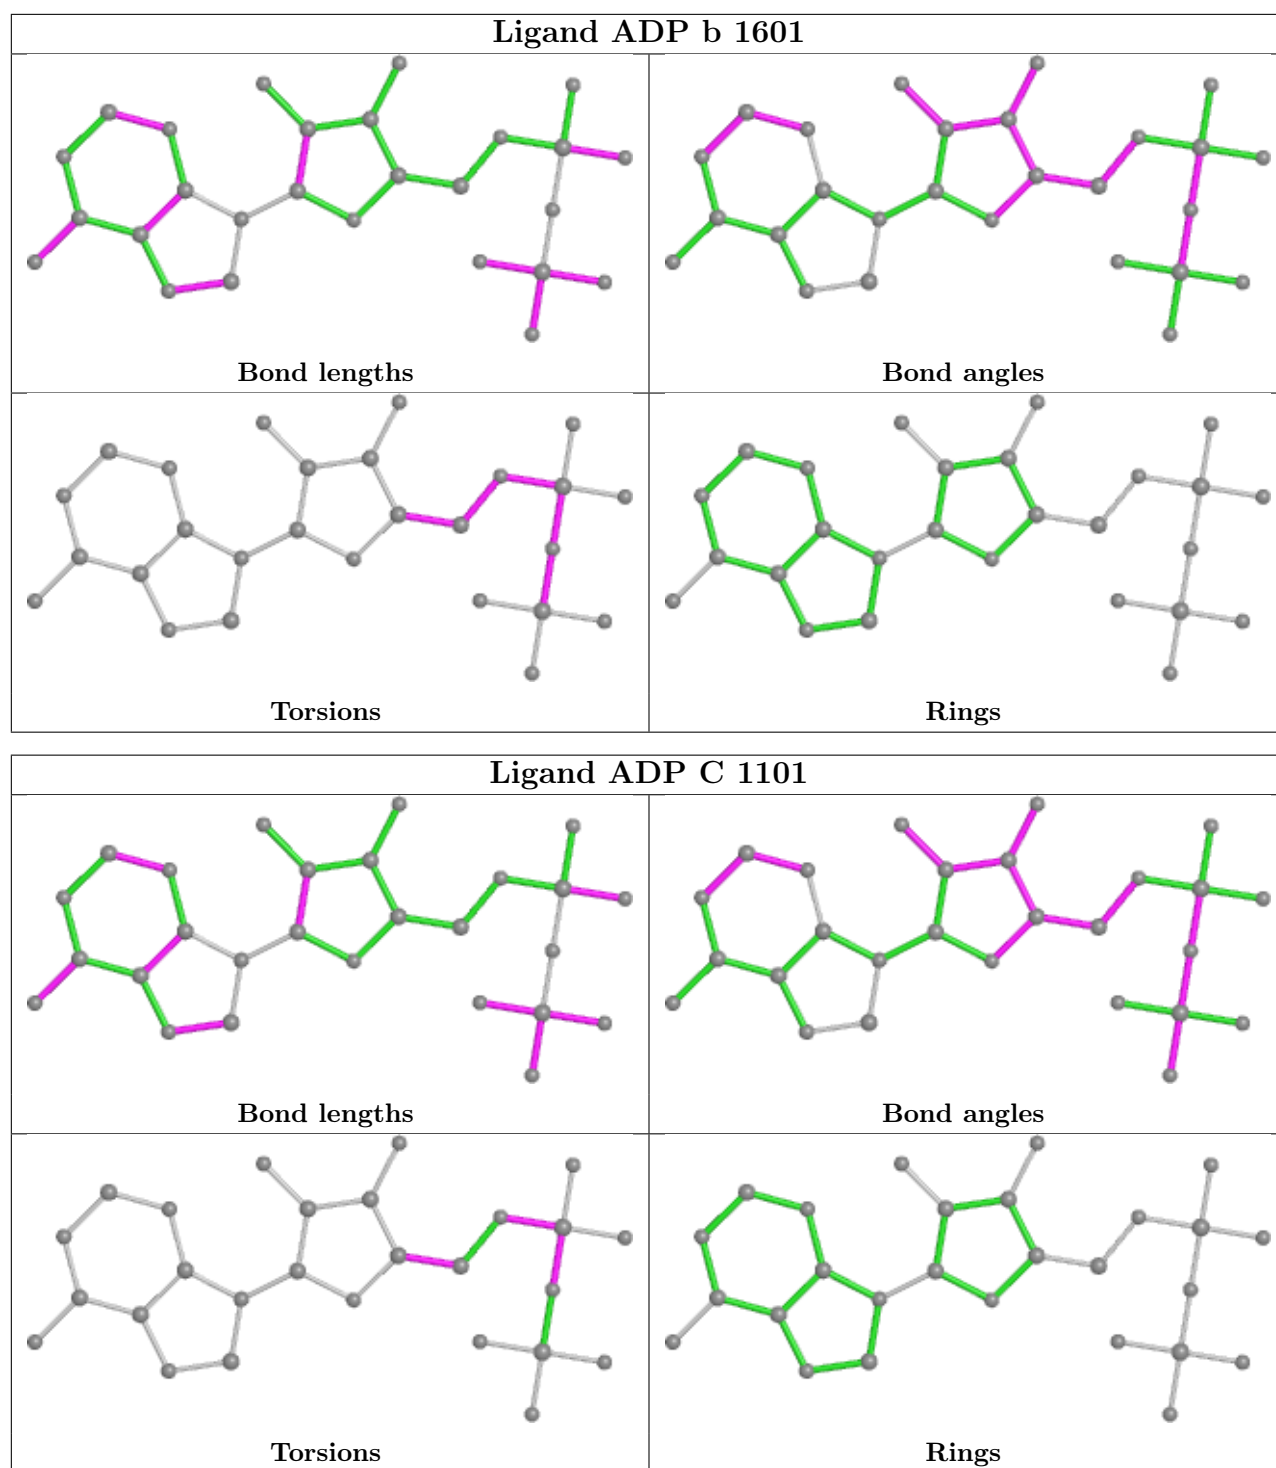 Ligand ADP b 1601
Bond lengths
Bond angles
Torsions
Rings
Ligand ADP C 1101
Bond lengths
Bond angles
Torsions
Rings